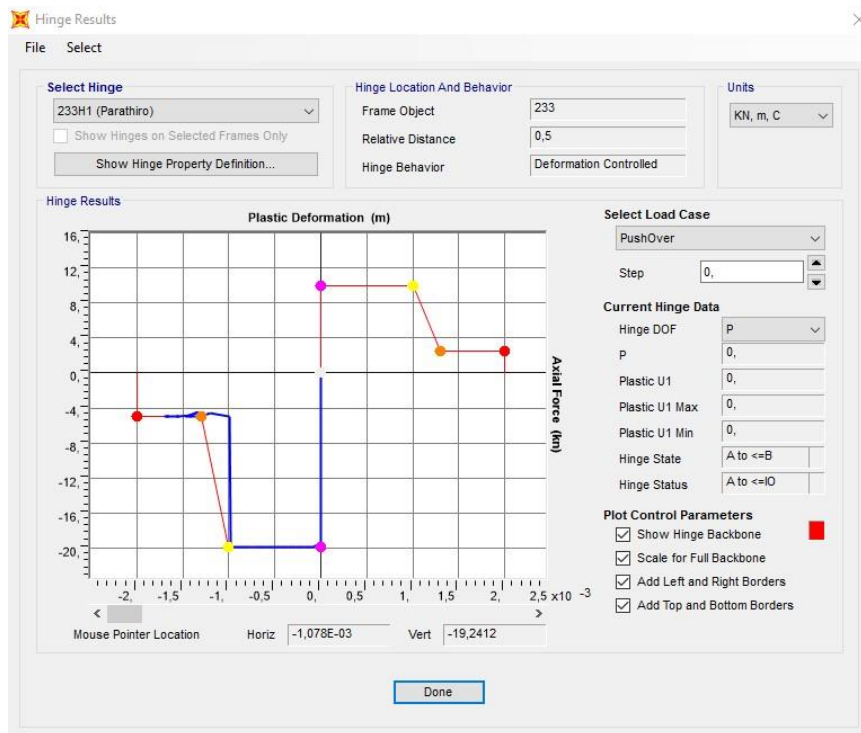 Hinge Results
File Select
Select Hinge
233H1 (Parathiro)
Show Hinges on Selected Frames Only
Show Hinge Property Definition...
Hinge Location And Behavior
Frame Object 233
Relative Distance 0,5
Hinge Behavior Deformation Controlled
Units
KN, m, C
Hinge Results
Plastic Deformation (m)
16,
12,
8,
4,
0,
-4,
-8,
-12,
-16,
-20,
Axial Force (kn)
-2, -1,5 -1, -0,5 0, 0,5 1, 1,5 2, 2,5 x10 -3
Mouse Pointer Location Horiz -1,078E-03 Vert -19,2412
Select Load Case
PushOver
Step 0,
Current Hinge Data
Hinge DOF P
P 0,
Plastic U1 0,
Plastic U1 Max 0,
Plastic U1 Min 0,
Hinge State A to <=B
Hinge Status A to <=IO
Plot Control Parameters
Show Hinge Backbone
Scale for Full Backbone
Add Left and Right Borders
Add Top and Bottom Borders
Done